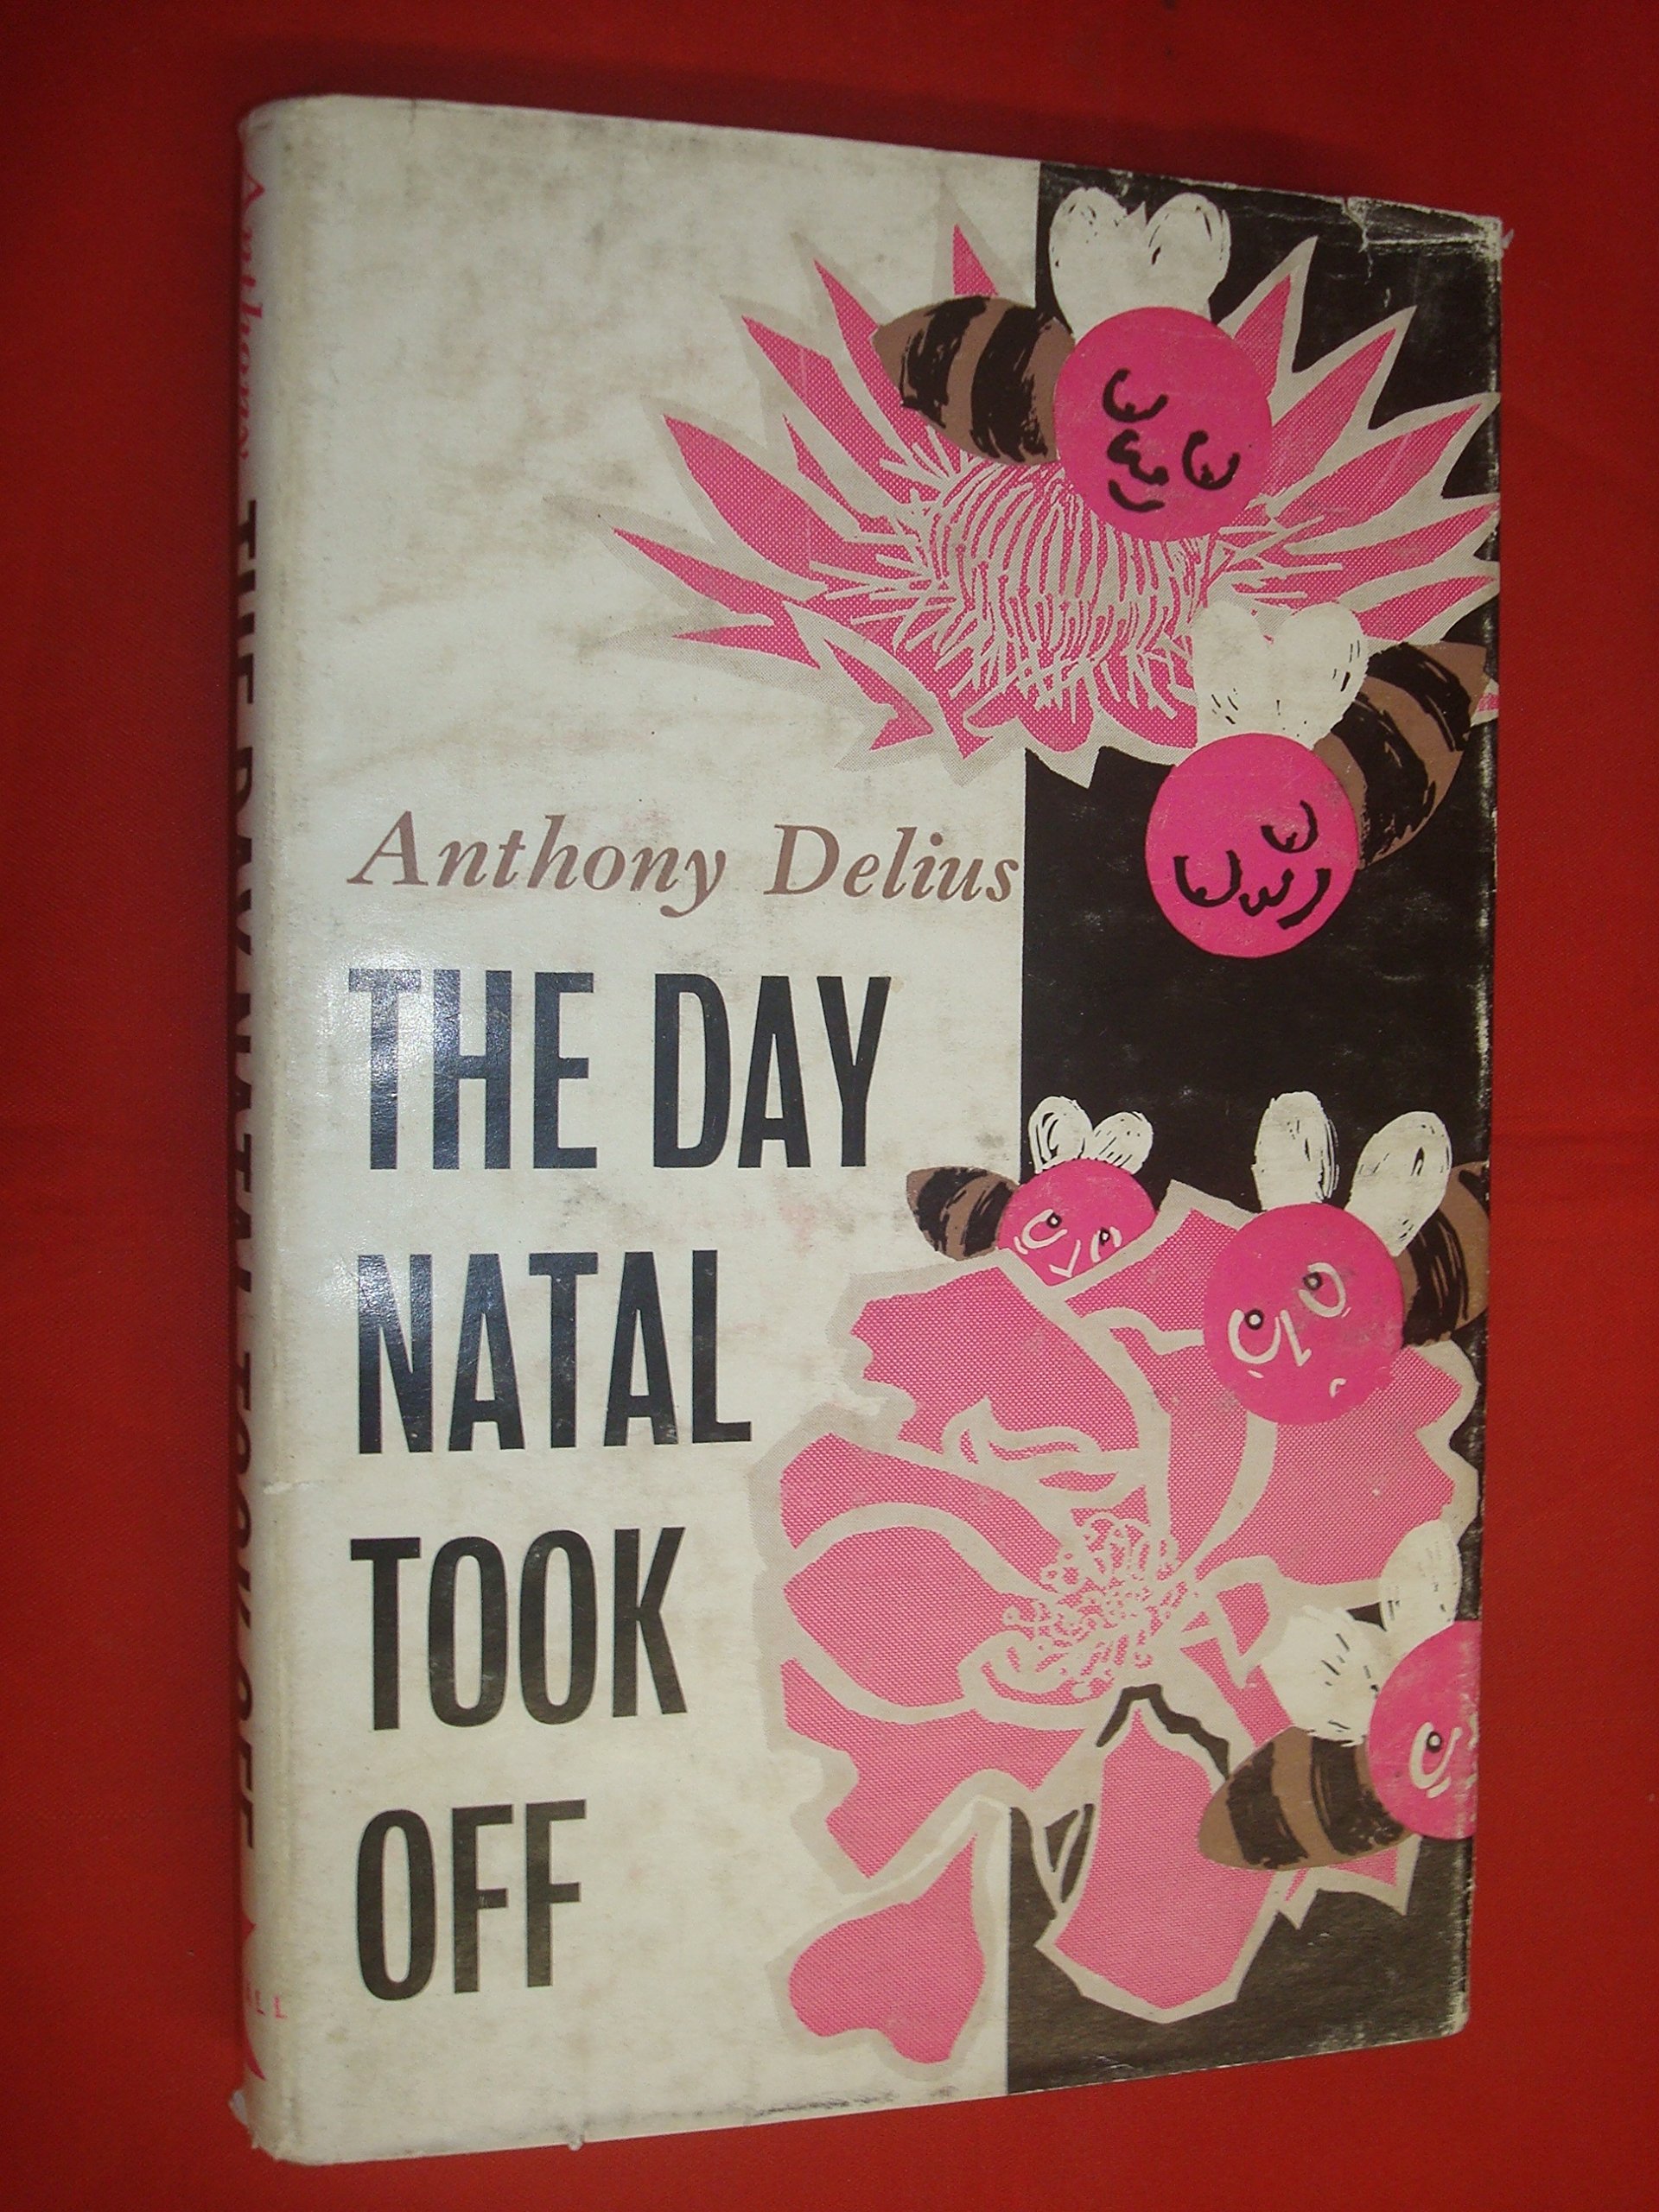 Anthony Delius
THE DAY
NATAL
TOOK
OFF
Anthony THE DAY NATAL TOOK OFF